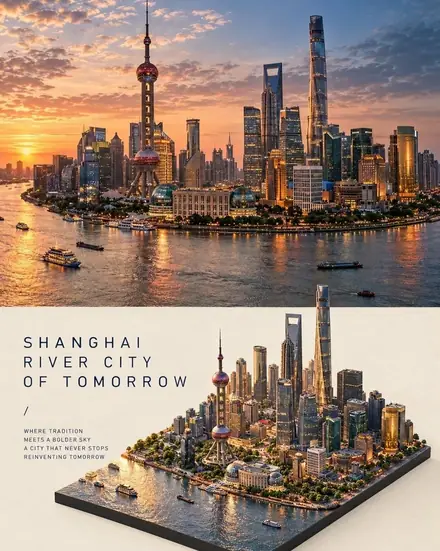 SHANGHAI
RIVER CITY
OF TOMORROW
/
WHERE TRADITION
MEETS A BOLDER SKY
A CITY THAT NEVER STOPS
REINVENTING TOMORROW